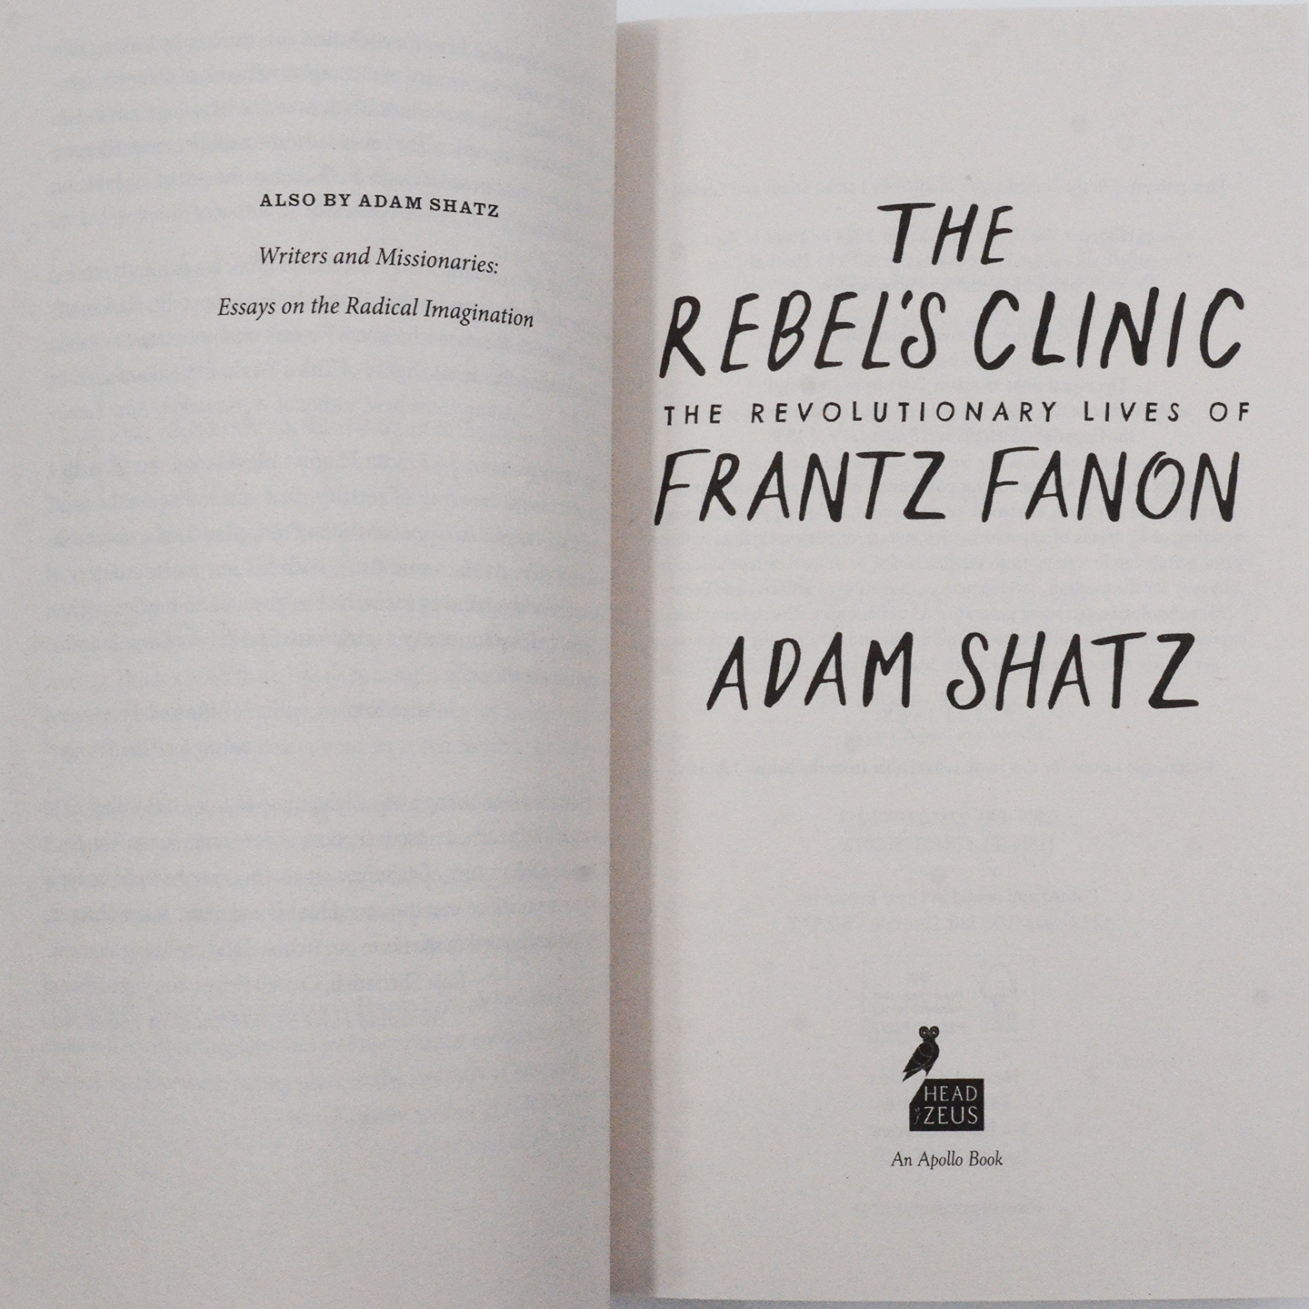 ALSO BY ADAM SHATZ
Writers and Missionaries:
Essays on the Radical Imagination
THE
REBEL'S CLINIC
THE REVOLUTIONARY LIVES OF
FRANTZ FANON
ADAM SHATZ
HEAD
of ZEUS
An Apollo Book